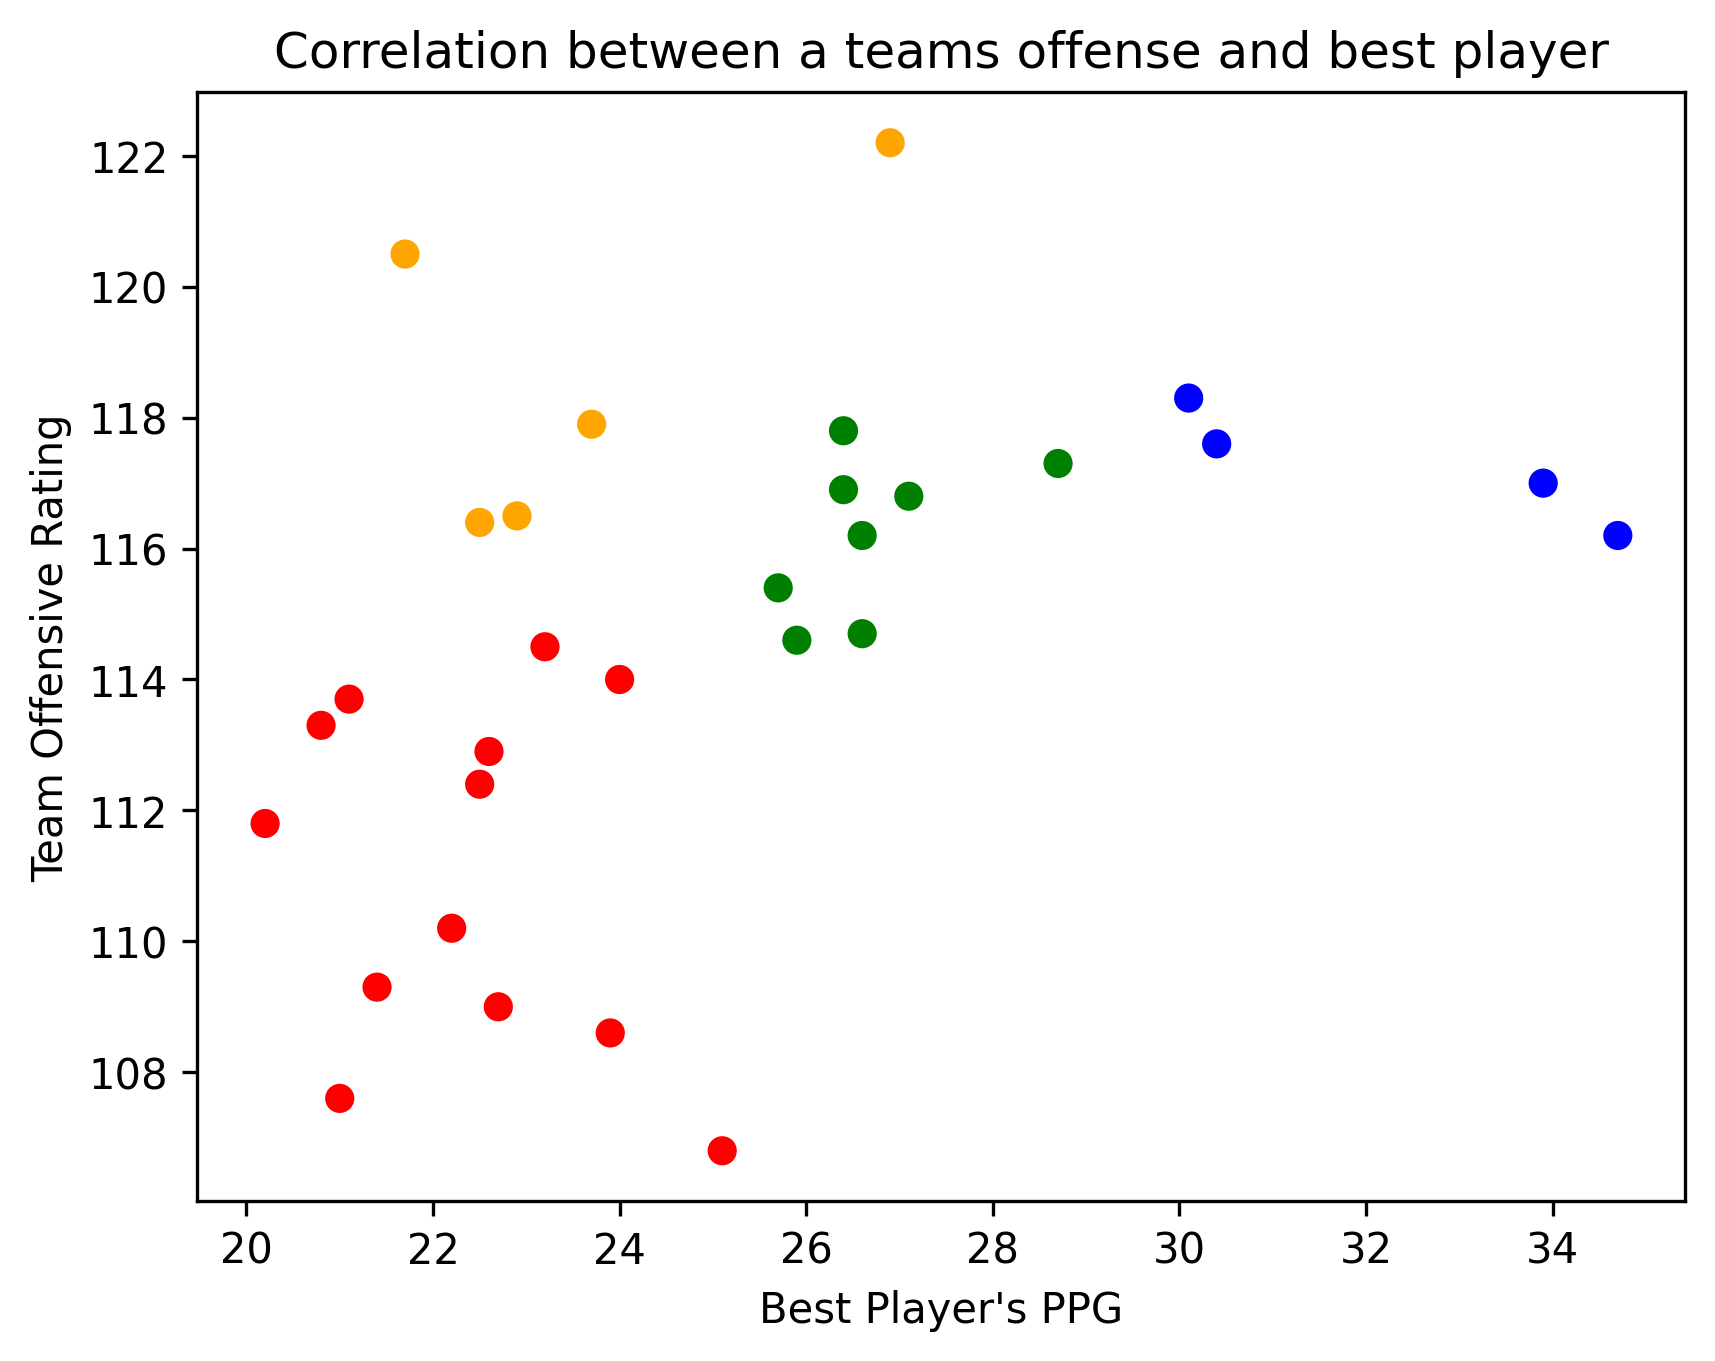 Correlation between a teams offense and best player
122
120
118
116
114
112
110
108
Team Offensive Rating
20 22 24 26 28 30 32 34
Best Player's PPG